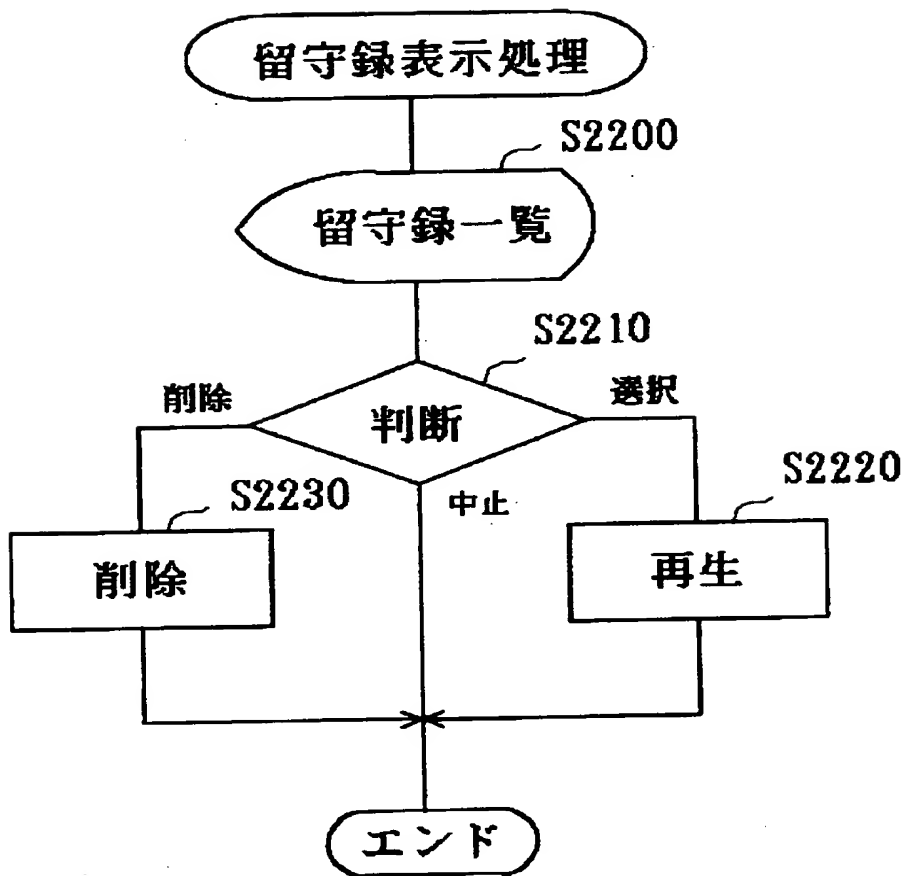 留守録表示処理
S2200
留守録一覧
S2210
削除
選択
判断
S2230
中止
S2220
削除
再生
エンド